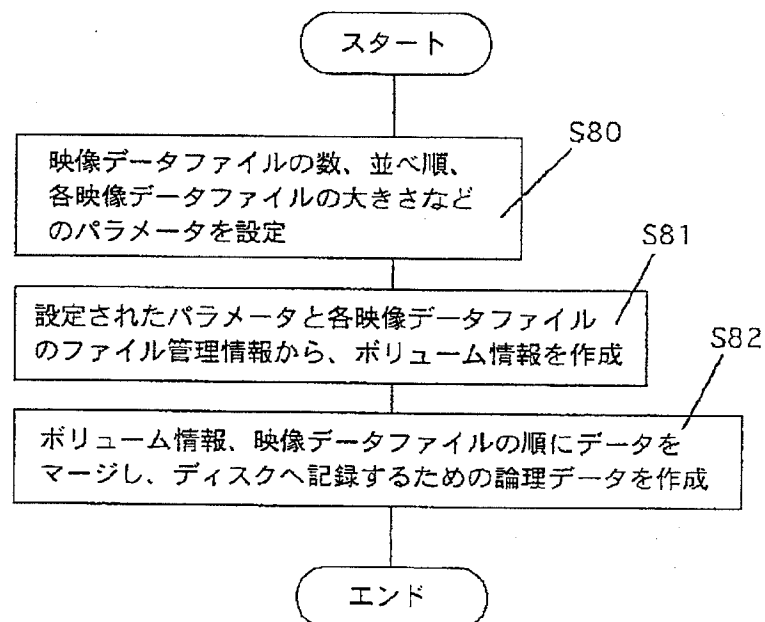 スタート
S80
映像データファイルの数、並べ順、
各映像データファイルの大きさなど
のパラメータを設定
S81
設定されたパラメータと各映像データファイル
のファイル管理情報から、ボリューム情報を作成
S82
ボリューム情報、映像データファイルの順にデータを
マージし、ディスクへ記録するための論理データを作成
エンド